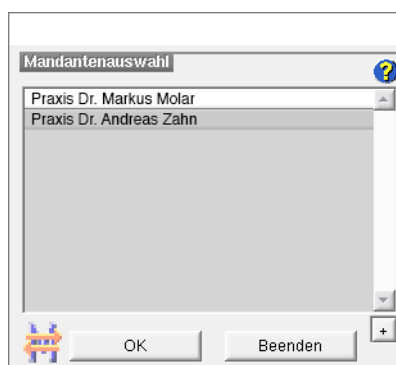 Mandantenauswahl
?
Praxis Dr. Markus Molar
Praxis Dr. Andreas Zahn
+
OK
Beenden